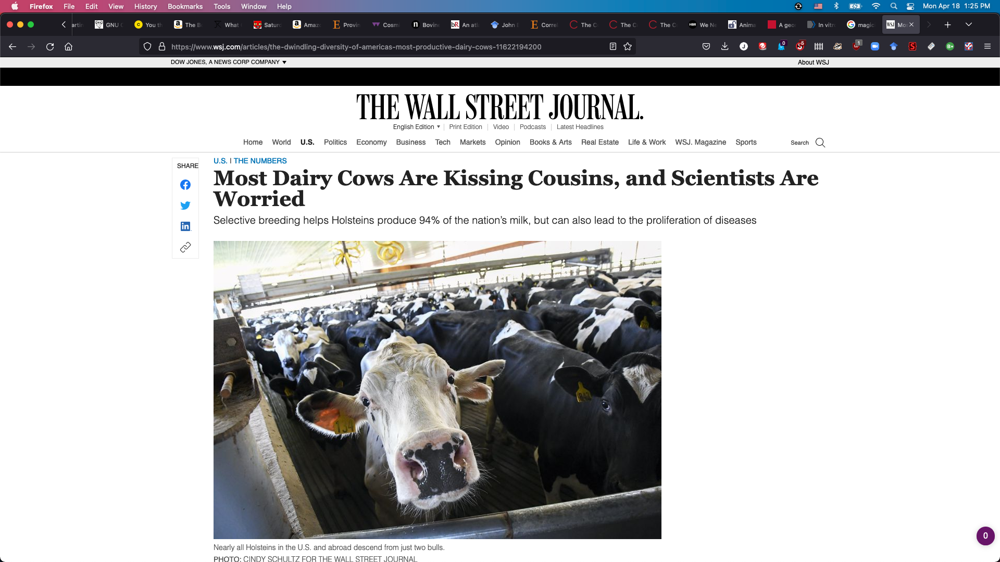 Firefox File Edit View History Bookmarks Tools Window Help Mon Apr 18 1:25 PM
GNU You th The B What Saturd Amaz Provin Cosmi Bovine An atl John Corre The C The C The C We Ne Anima A geo In vitro magic Mo
https://www.wsj.com/articles/the-dwindling-diversity-of-americas-most-productive-dairy-cows-11622194200
DOW JONES, A NEWS CORP COMPANY About WSJ
THE WALL STREET JOURNAL.
English Edition Print Edition Video Podcasts Latest Headlines
Home World U.S. Politics Economy Business Tech Markets Opinion Books & Arts Real Estate Life & Work WSJ. Magazine Sports Search
SHARE
U.S. | THE NUMBERS
Most Dairy Cows Are Kissing Cousins, and Scientists Are
Worried
Selective breeding helps Holsteins produce 94% of the nation's milk, but can also lead to the proliferation of diseases
134
Nearly all Holsteins in the U.S. and abroad descend from just two bulls.
PHOTO: CINDY SCHULTZ FOR THE WALL STREET JOURNAL
0